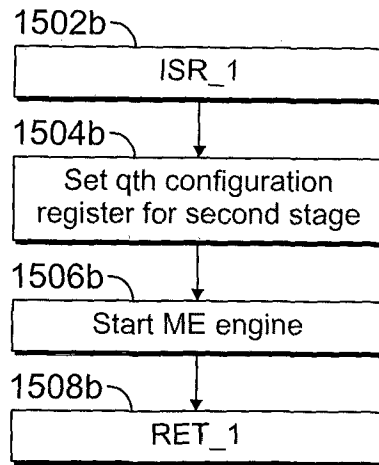 1502b
ISR_1
1504b
Set qth configuration
register for second stage
1506b
Start ME engine
1508b
RET_1